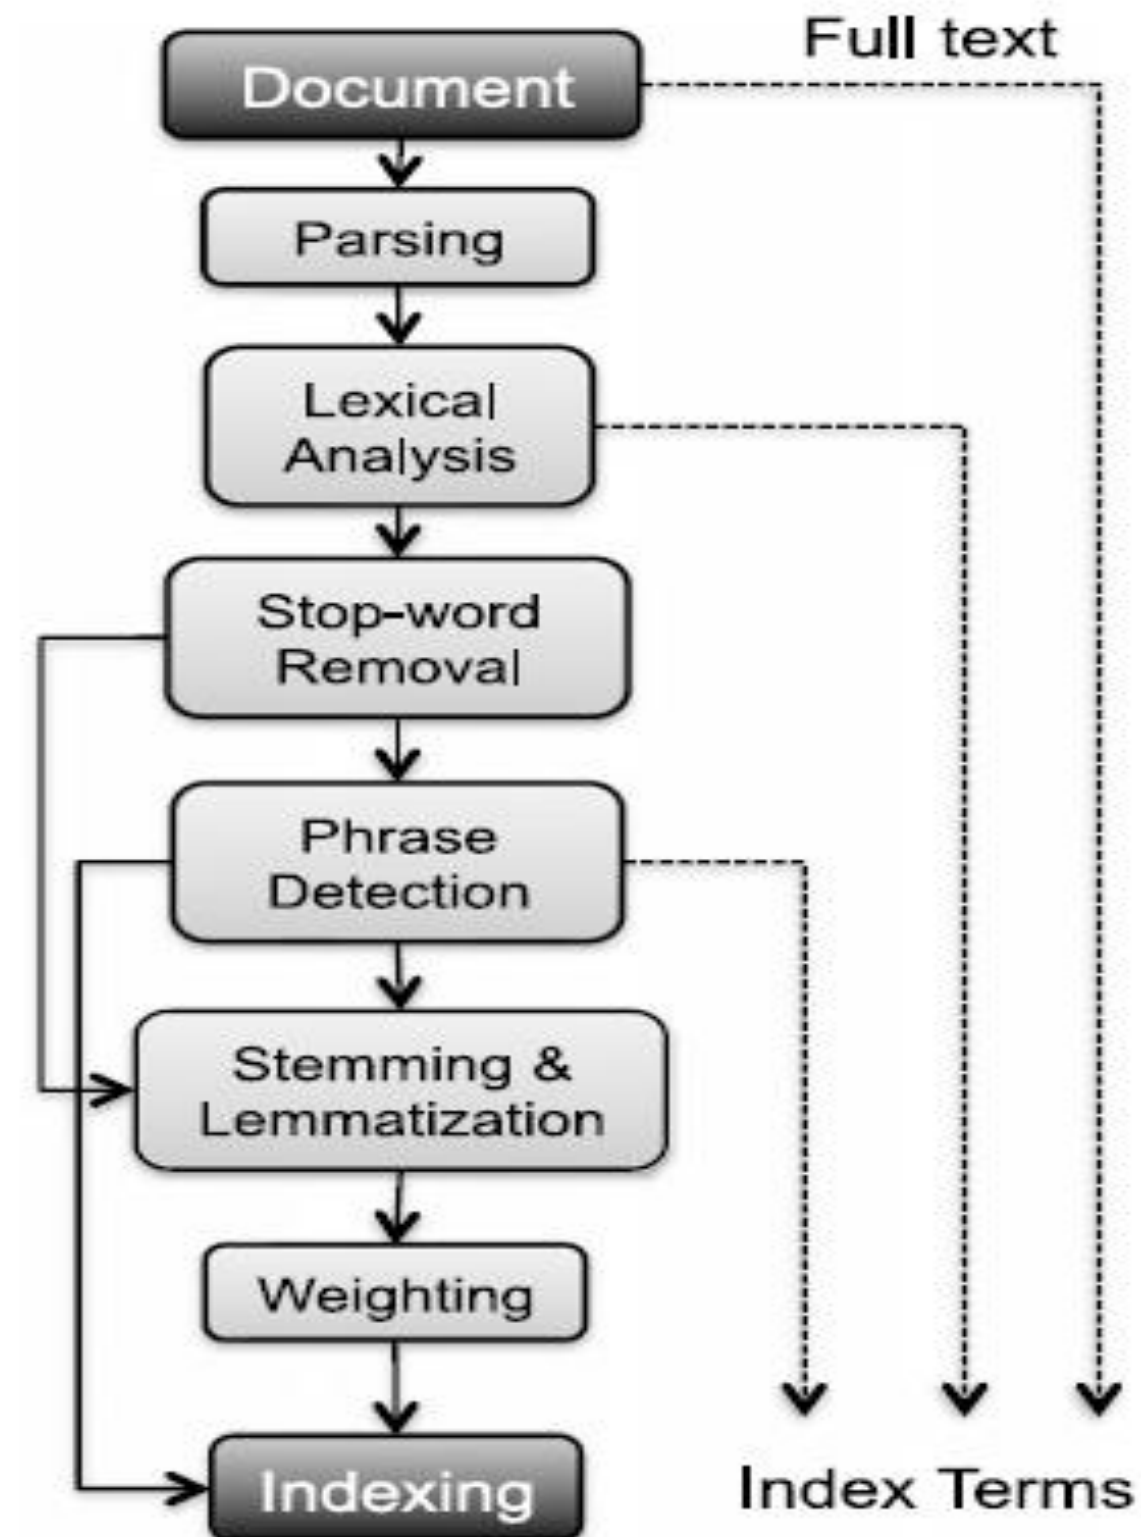 Full text
Document
Parsing
Lexical
Analysis
Stop-word
Removal
Phrase
Detection
Stemming &
Lemmatization
Weighting
Indexing
Index Terms